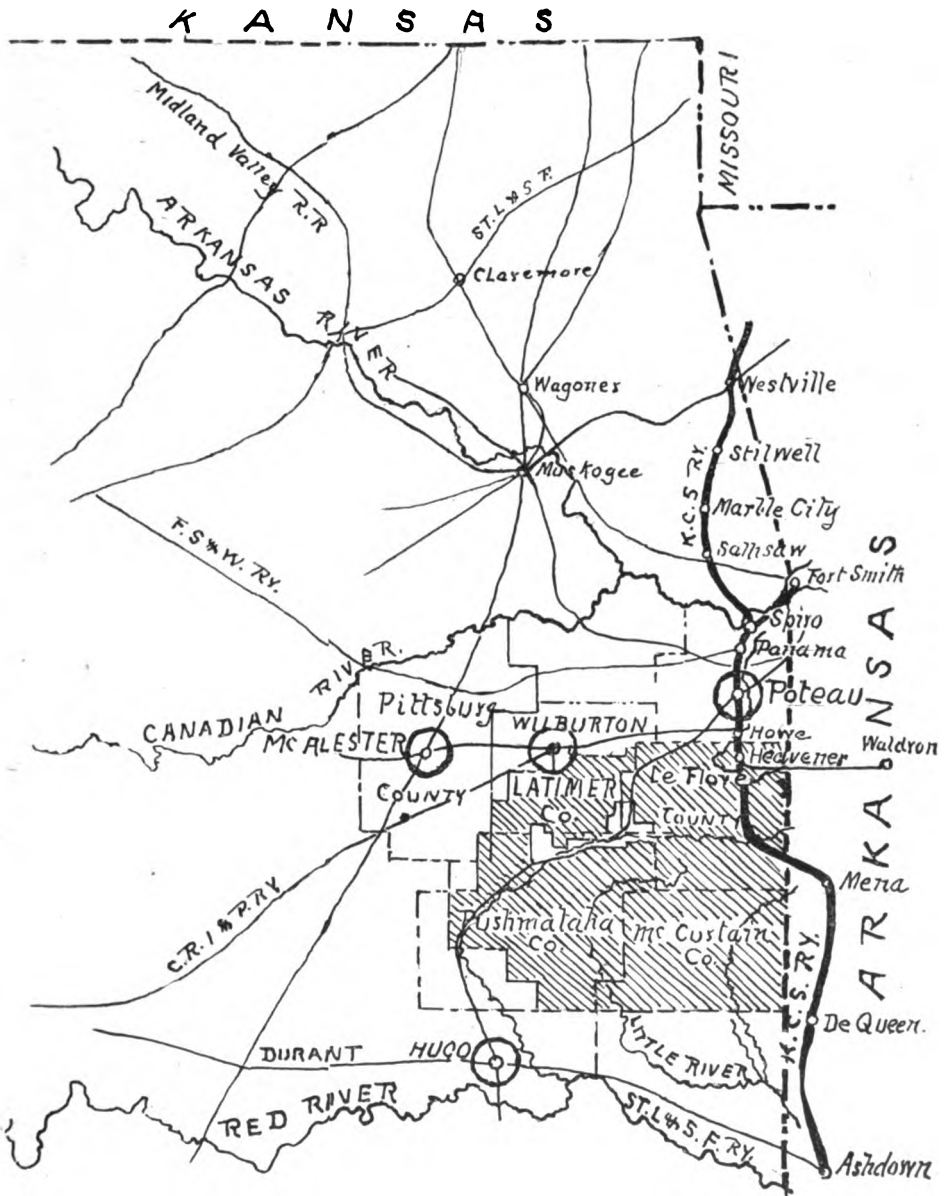 KANSAS
MISSOURI
Midland Valley R.R
ARKANSAS RIVER
ST. L & S F.
Claremore
Wagoner
Westville
Muskogee
Stilwell
K.C.S RY.
Marble City
Sallisaw
Fort Smith
F.S & W. RY.
Spiro
Panama
CANADIAN RIVER.
Pittsburg
Poteau
WILBURTON
MCALESTER
Howe
Waldron
Heavener
COUNTY
LATIMER
Co.
Le Flore
COUNTY
ARKANSAS
Mena
C.R.I & P. RY
Pushmataha
Co.
Mc Curtain
Co.
K.C.S. RY.
De Queen.
DURANT
HUGO
LITTLE RIVER
RED RIVER
ST. L & S. F. RY.
Ashdown